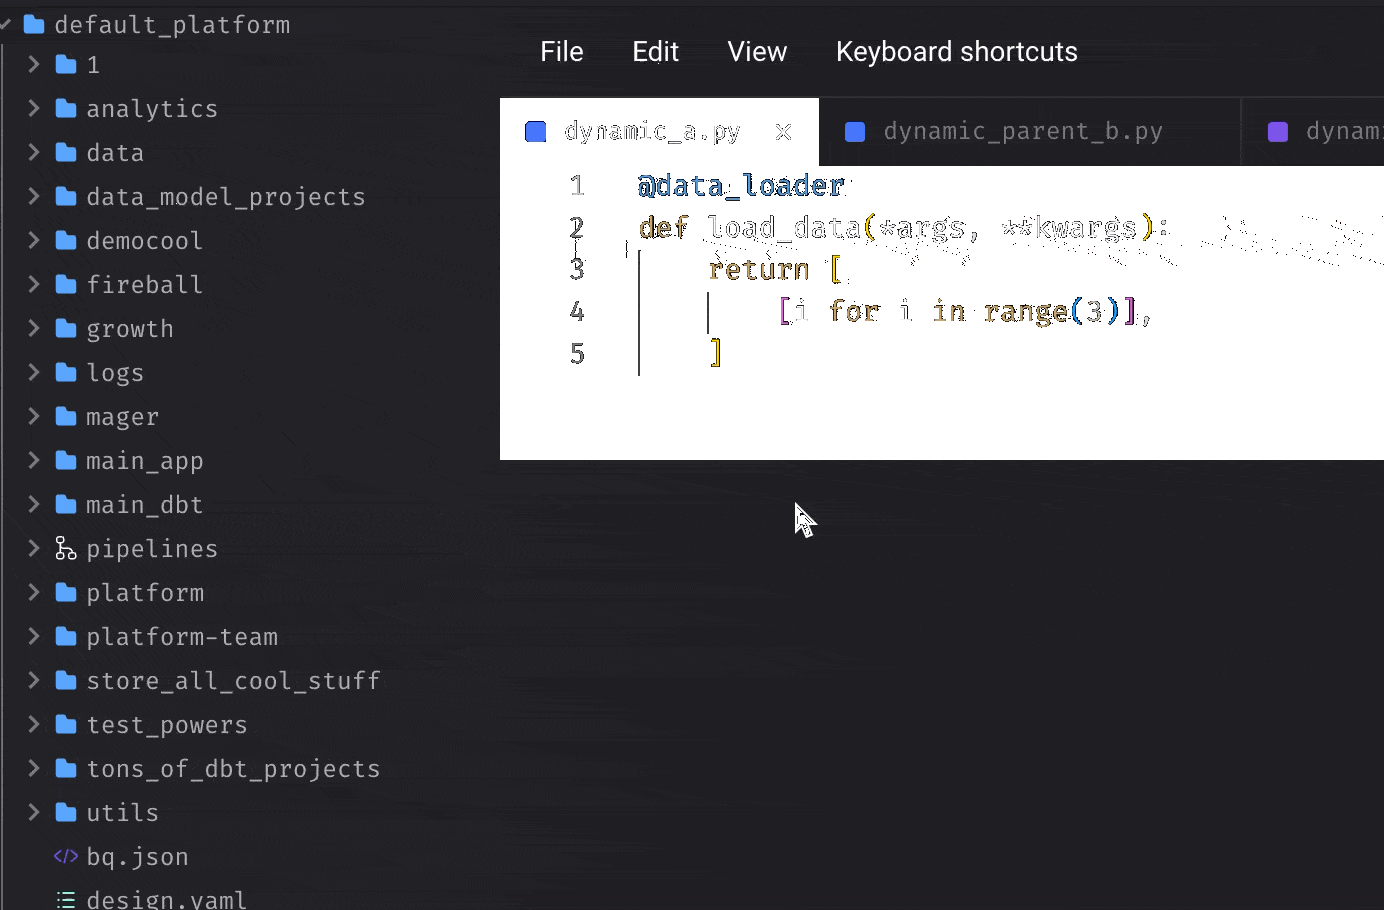 default_platform
1
analytics
data
data_model_projects
democool
fireball
growth
logs
mager
main_app
main_dbt
pipelines
platform
platform-team
store_all_cool_stuff
test_powers
tons_of_dbt_projects
utils
bq.json
design.yaml
File Edit View Keyboard shortcuts
dynamic_a.py × dynamic_parent_b.py dynami
1 @data_loader
2 def load_data(*args, **kwargs):
3 return [
4 [i for i in range(3)],
5 ]